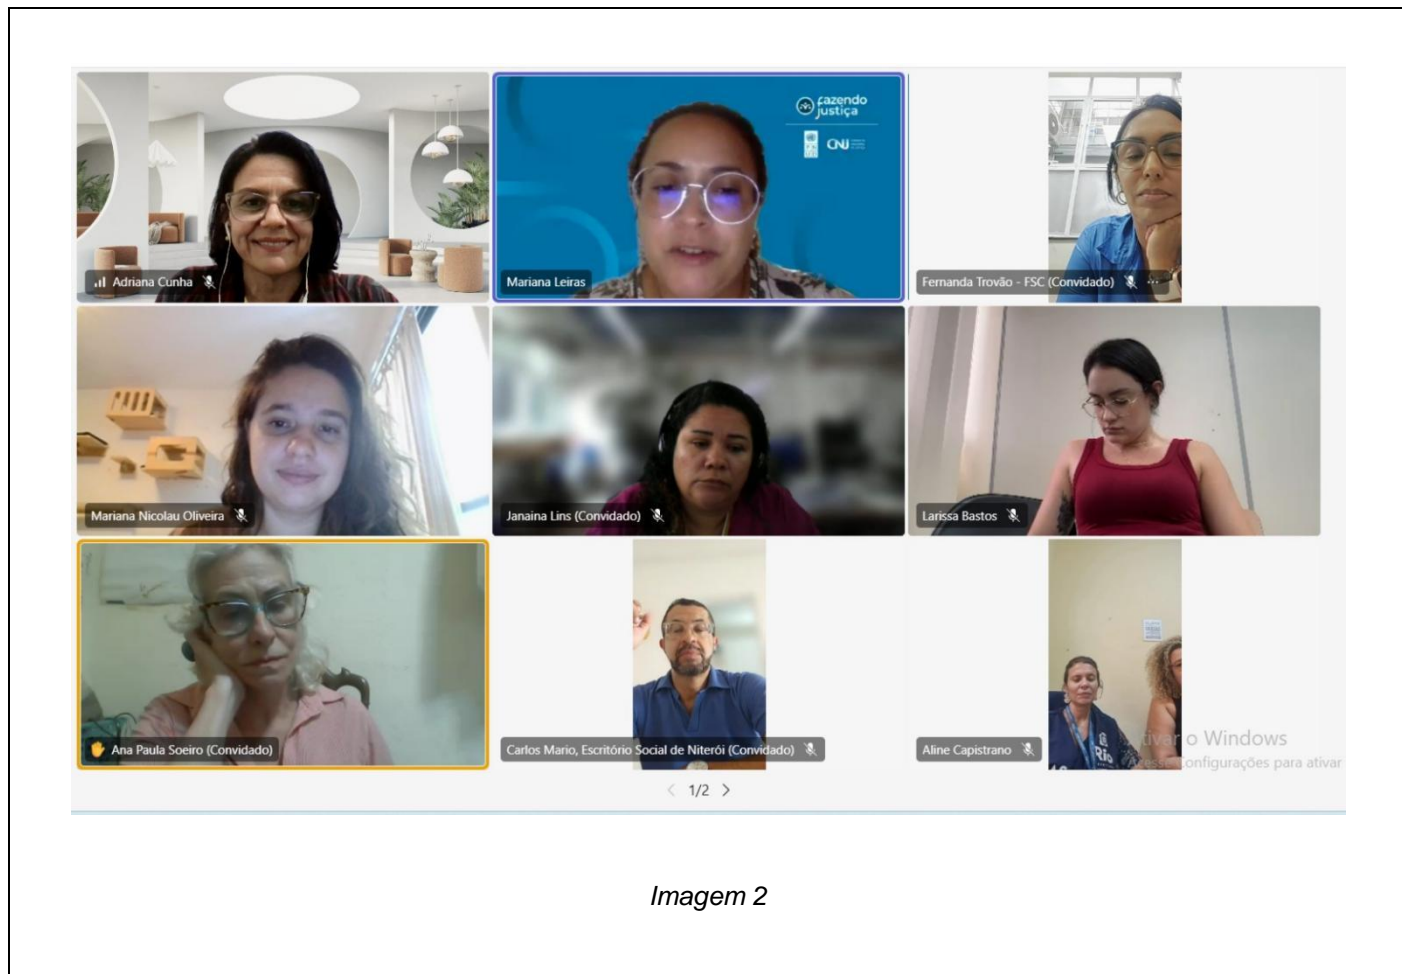 fazendo
justiça
CNJ
Adriana Cunha
Mariana Leiras
Fernanda Trovão - FSC (Convidado)
Mariana Nicolau Oliveira
Janaina Lins (Convidado)
Larissa Bastos
Ana Paula Soeiro (Convidado)
Carlos Mario, Escritório Social de Niterói (Convidado)
Aline Capistrano
Rio
Ativar o Windows
configurações para ativar
1/2
Imagem 2